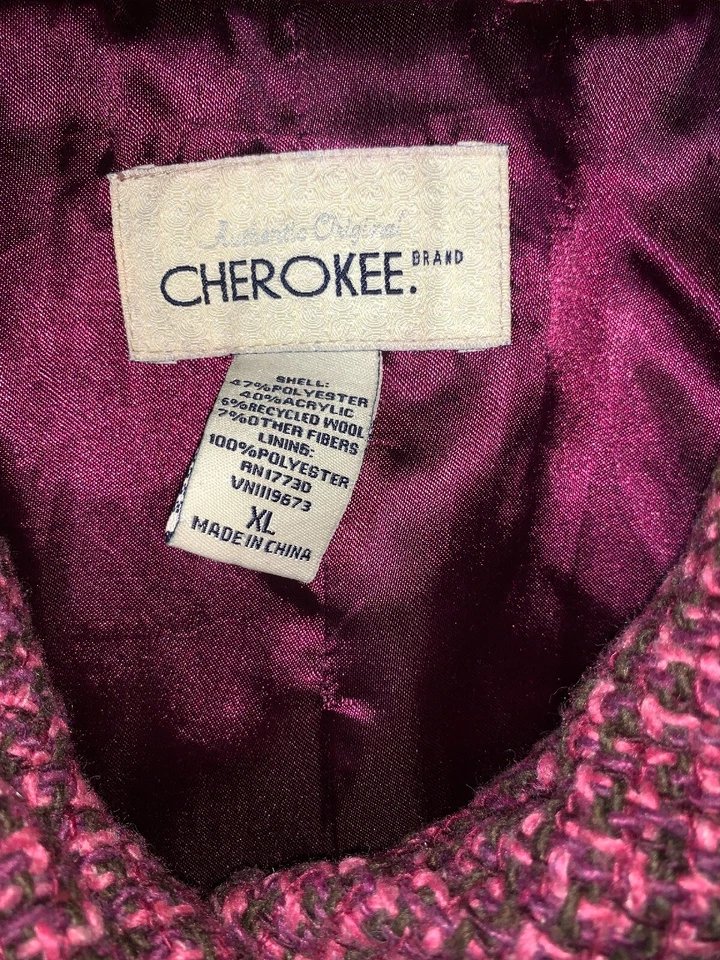 Authentic Original
CHEROKEE. BRAND
SHELL:
47%POLYESTER
40%ACRYLIC
6%RECYCLED WOOL
7%OTHER FIBERS
LINING:
100%POLYESTER
RN17730
VN1119673
XL
MADE IN CHINA